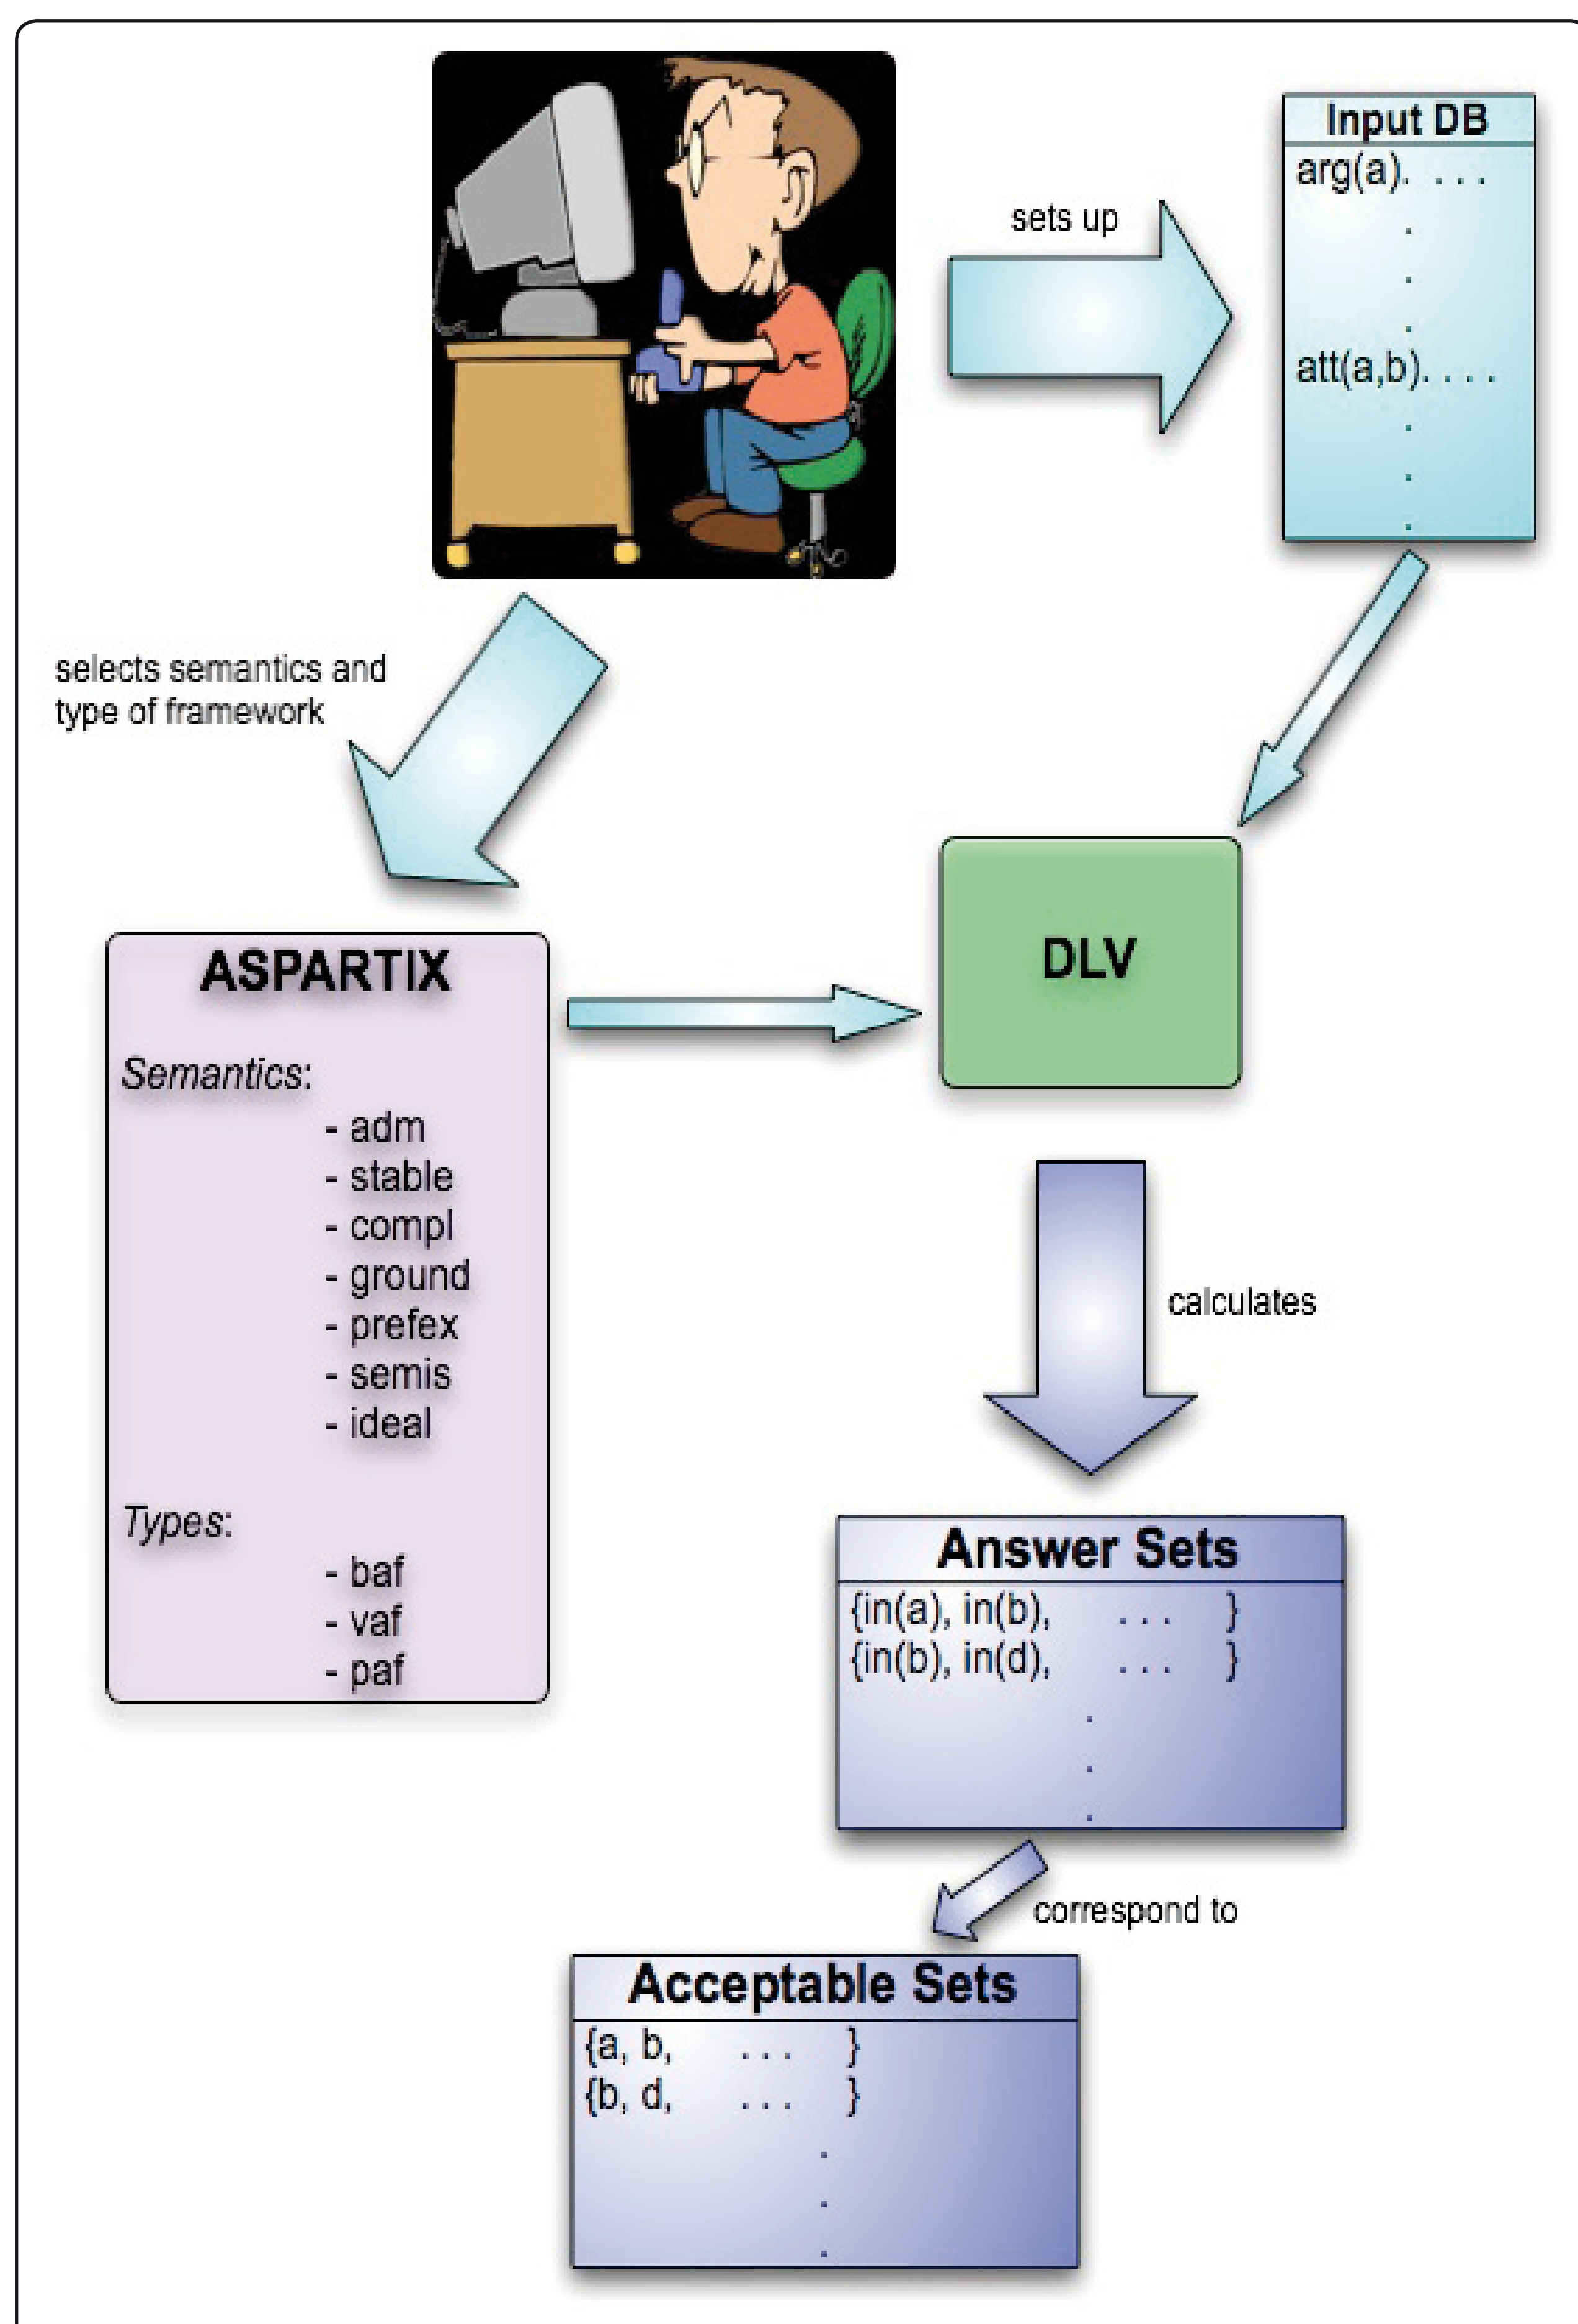 Input DB
arg(a). . . .
.
.
.
att(a,b). . . .
.
.
.
sets up
selects semantics and
type of framework
ASPARTIX
Semantics:
- adm
- stable
- compl
- ground
- prefex
- semis
- ideal
Types:
- baf
- vaf
- paf
DLV
calculates
Answer Sets
{in(a), in(b), . . . }
{in(b), in(d), . . . }
.
.
.
correspond to
Acceptable Sets
{a, b, . . . }
{b, d, . . . }
.
.
.